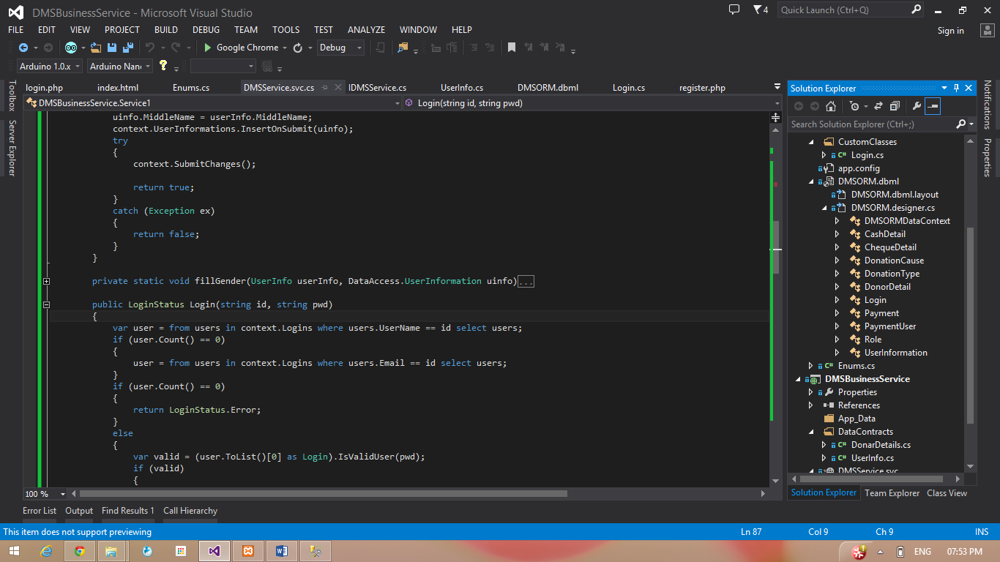 DMSBusinessService - Microsoft Visual Studio
4
Quick Launch (Ctrl+Q)
FILE EDIT VIEW PROJECT BUILD DEBUG TEAM TOOLS TEST ANALYZE WINDOW HELP
Sign in
Google Chrome Debug
Arduino 1.0.x Arduino Nano
Toolbox
Server Explorer
login.php index.html Enums.cs DMSService.svc.cs IDMSService.cs UserInfo.cs DMSORM.dbml Login.cs register.php
DMSBusinessService.Service1 Login(string id, string pwd)
uinfo.MiddleName = userInfo.MiddleName;
context.UserInformations.InsertOnSubmit(uinfo);
try
{
context.SubmitChanges();
return true;
}
catch (Exception ex)
{
return false;
}
}
private static void fillGender(UserInfo userInfo, DataAccess.UserInformation uinfo)...
public LoginStatus Login(string id, string pwd)
{
var user = from users in context.Logins where users.UserName == id select users;
if (user.Count() == 0)
{
user = from users in context.Logins where users.Email == id select users;
}
if (user.Count() == 0)
{
return LoginStatus.Error;
}
else
{
var valid = (user.ToList()[0] as Login).IsValidUser(pwd);
if (valid)
{
100 %
Solution Explorer
Search Solution Explorer (Ctrl+;)
CustomClasses
C# Login.cs
app.config
DMSORM.dbml
DMSORM.dbml.layout
DMSORM.designer.cs
DMSORMDataContext
CashDetail
ChequeDetail
DonationCause
DonationType
DonorDetail
Login
Payment
PaymentUser
Role
UserInformation
C# Enums.cs
DMSBusinessService
Properties
References
App_Data
DataContracts
C# DonarDetails.cs
C# UserInfo.cs
DMSService.svc
Solution Explorer Team Explorer Class View
Notifications
Properties
Error List Output Find Results 1 Call Hierarchy
This item does not support previewing Ln 87 Col 9 Ch 9 INS
ENG 07:53 PM